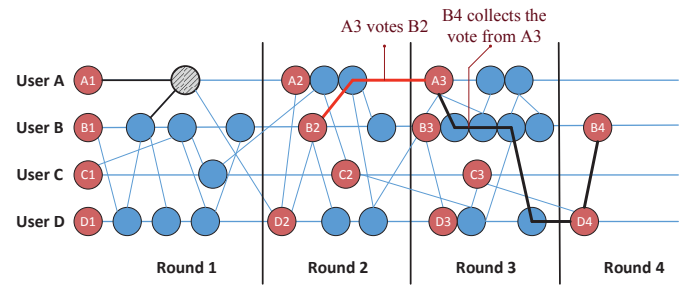 A3 votes B2
B4 collects the
vote from A3
User A
A1
A2
A3
User B
B1
B2
B3
B4
User C
C1
C2
C3
User D
D1
D2
D3
D4
Round 1
Round 2
Round 3
Round 4